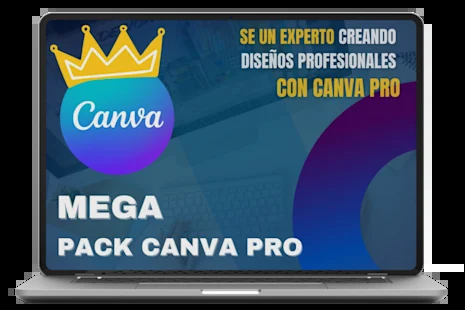 SE UN EXPERTO CREANDO
DISEÑOS PROFESIONALES
CON CANVA PRO
Canva
MEGA
PACK CANVA PRO